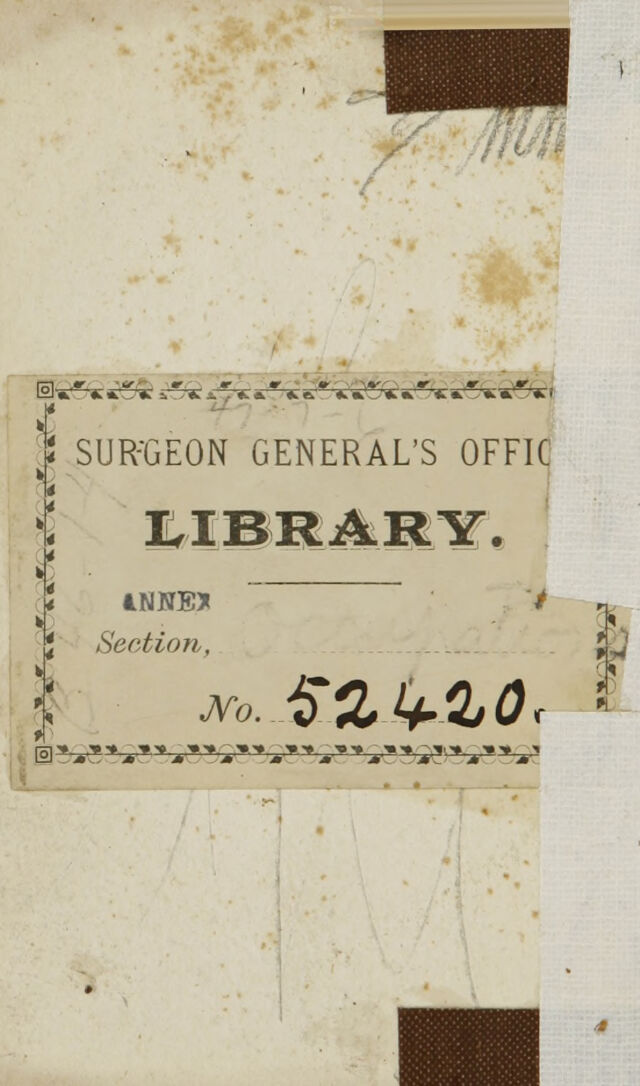 SURGEON GENERAL'S OFFIC
LIBRARY.
ANNEX
Section,
No. 52420.